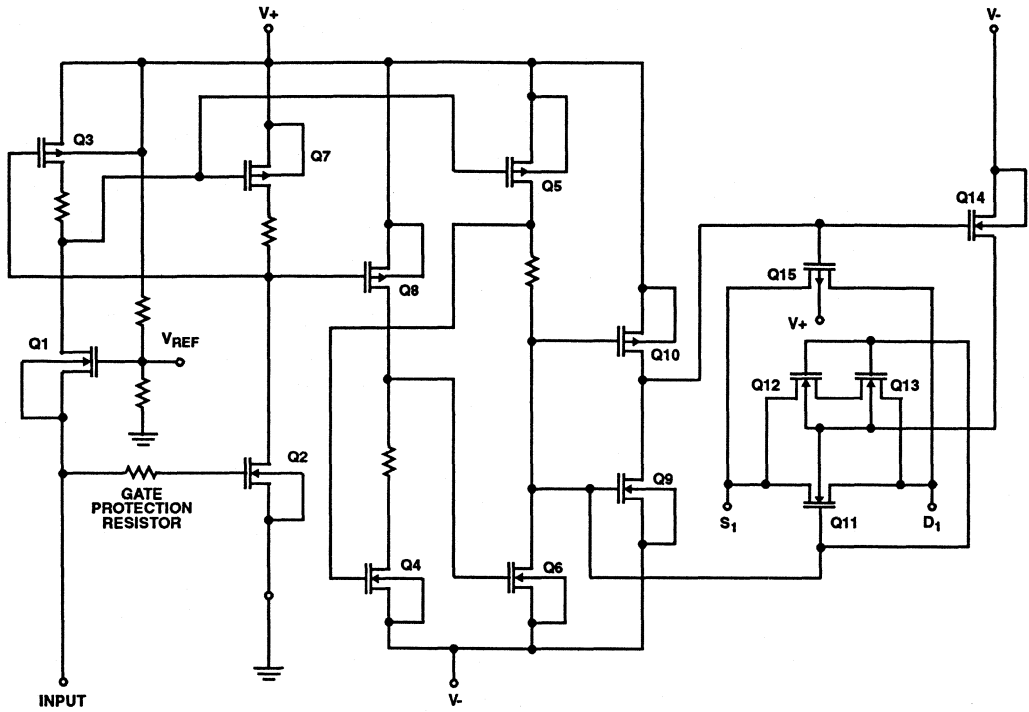 V+
V-
Q3
Q7
Q5
Q14
Q8
Q15
V+
Q1
VREF
Q10
Q12
Q13
Q2
Q9
GATE
PROTECTION
RESISTOR
S1
Q11
D1
Q4
Q6
INPUT
V-